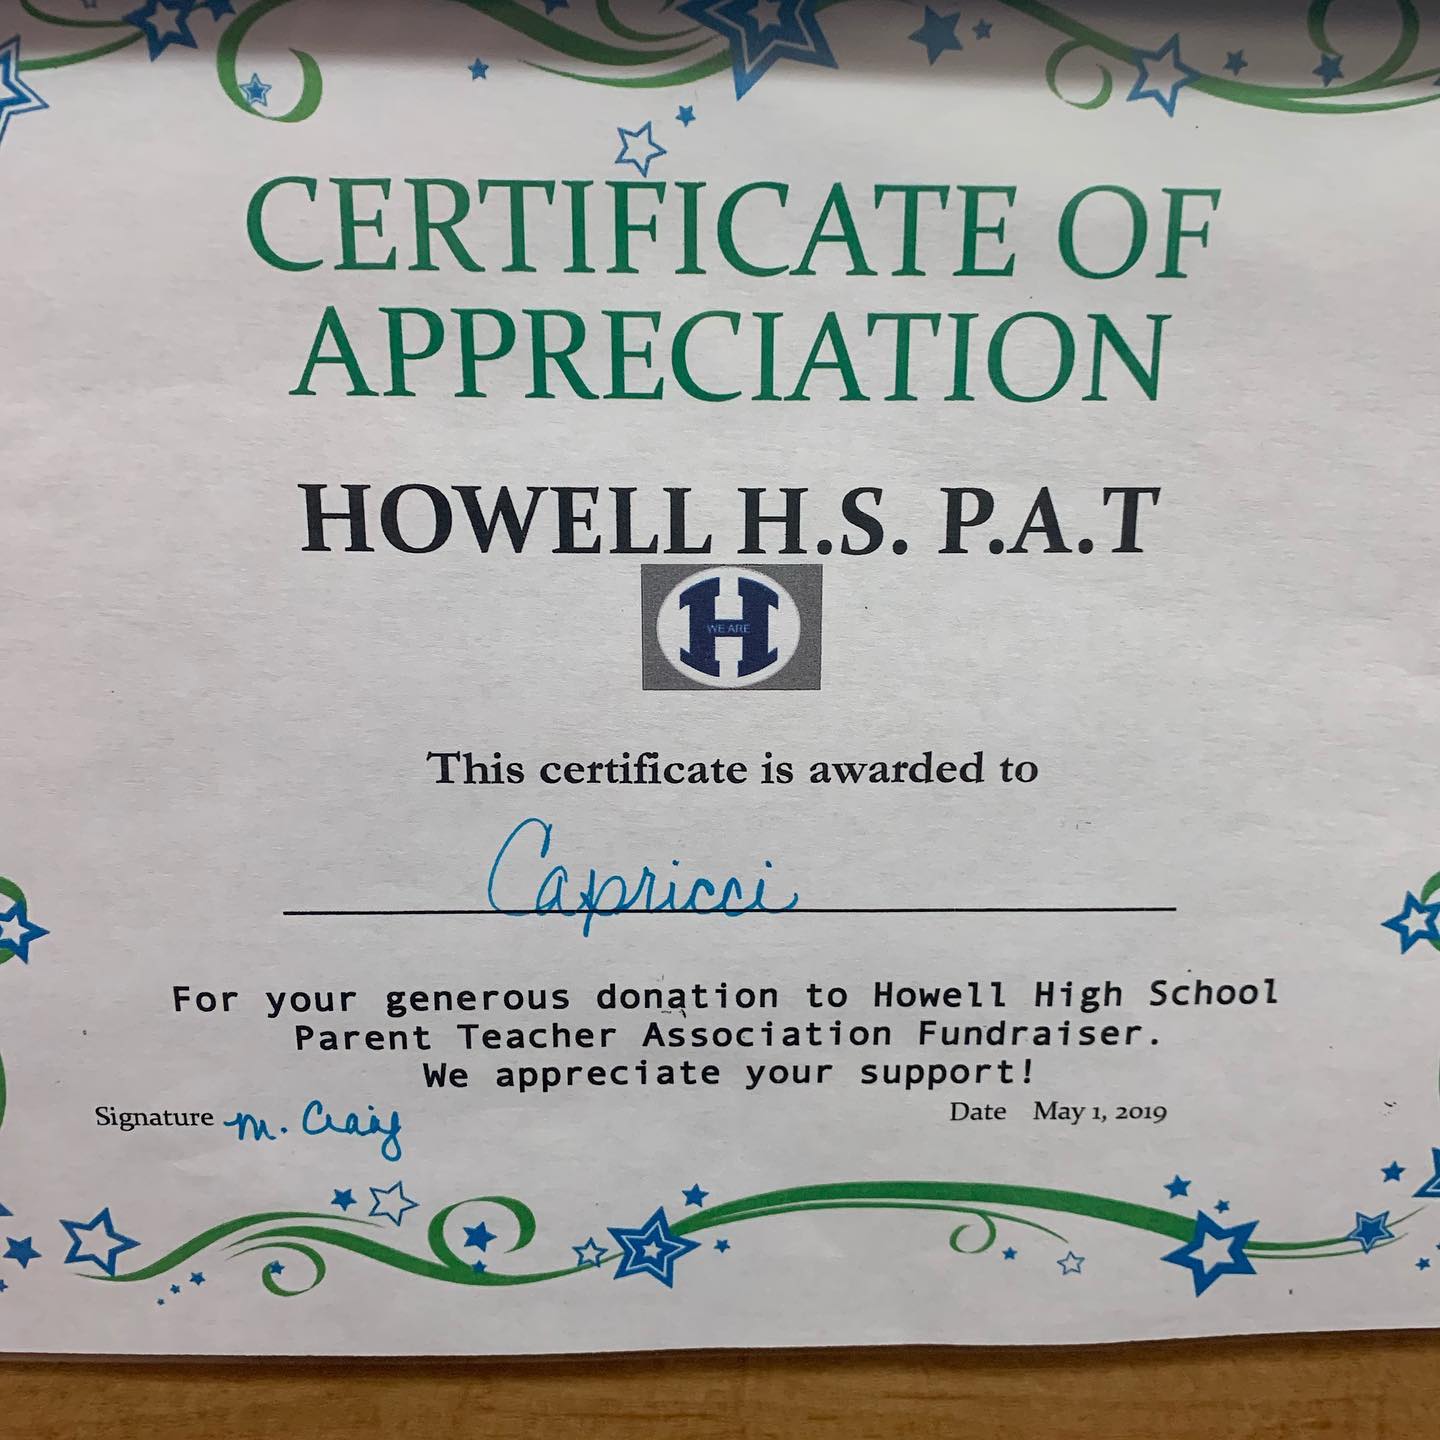 CERTIFICATE OF
APPRECIATION
HOWELL H.S. P.A.T
H
WE ARE
This certificate is awarded to
Capricci
For your generous donation to Howell High School
Parent Teacher Association Fundraiser.
We appreciate your support!
Signature M. Craig
Date May 1, 2019